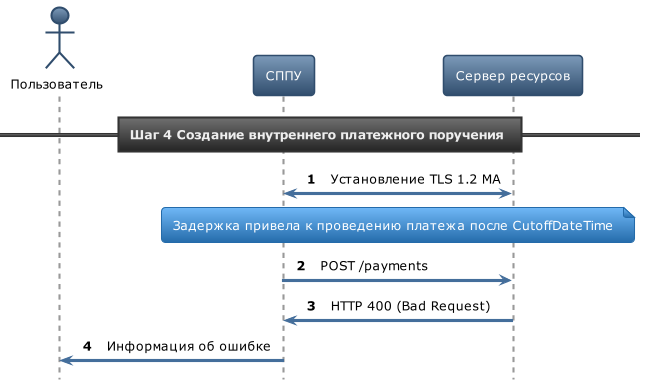 Пользователь
СППУ
Сервер ресурсов
Шаг 4 Создание внутреннего платежного поручения
1 Установление TLS 1.2 MA
Задержка привела к проведению платежа после CutoffDateTime
2 POST /payments
3 HTTP 400 (Bad Request)
4 Информация об ошибке